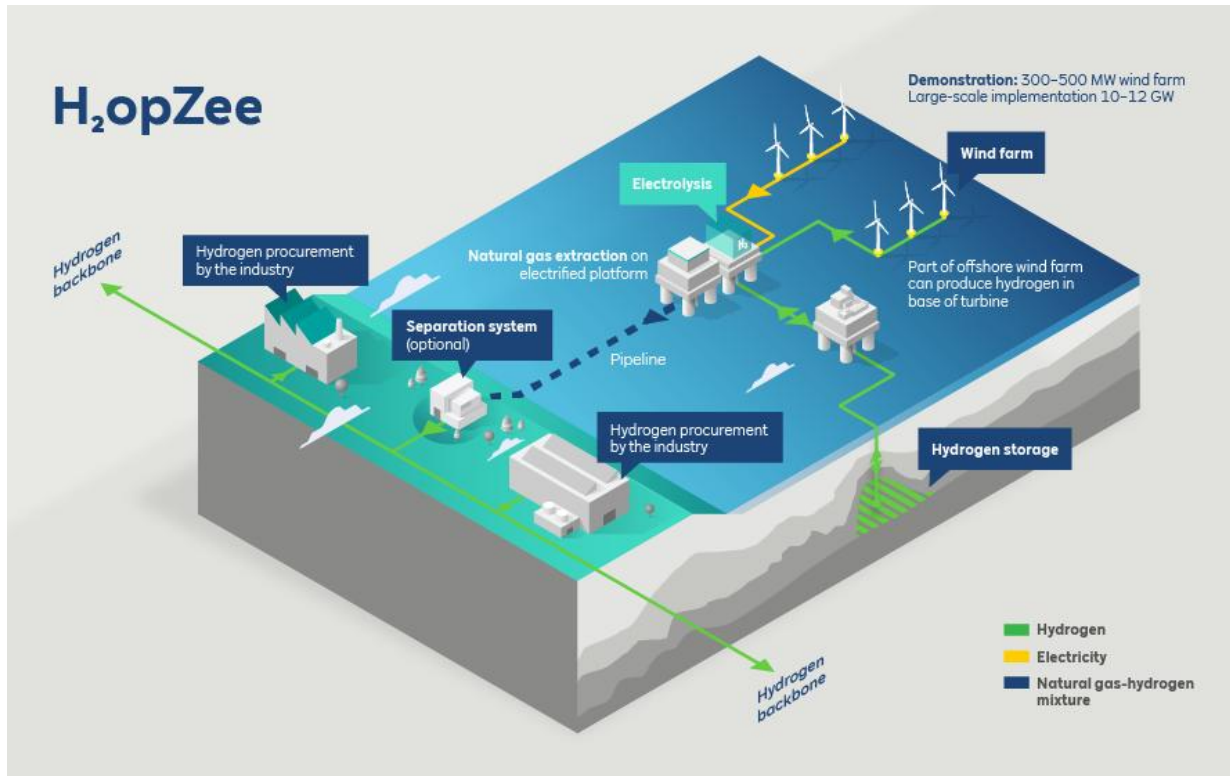 H₂opZee
Demonstration: 300–500 MW wind farm
Large-scale implementation 10–12 GW
Wind farm
Electrolysis
H₂
Natural gas extraction on
electrified platform
Part of offshore wind farm
can produce hydrogen in
base of turbine
Hydrogen
backbone
Hydrogen procurement
by the industry
Separation system
(optional)
Pipeline
Hydrogen procurement
by the industry
Hydrogen storage
Hydrogen
backbone
Hydrogen
Electricity
Natural gas-hydrogen
mixture